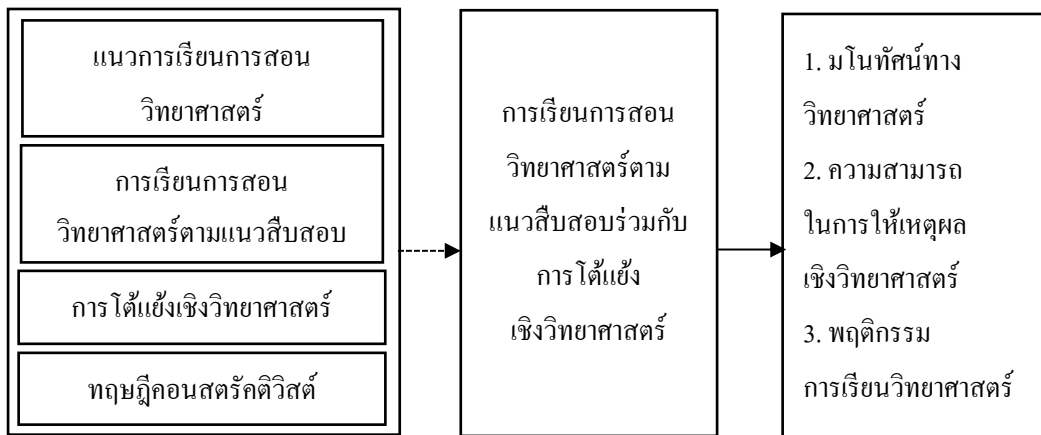 แนวการเรียนการสอน
วิทยาศาสตร์
การเรียนการสอน
วิทยาศาสตร์ตามแนวสืบสอบ
การโต้แย้งเชิงวิทยาศาสตร์
ทฤษฎีคอนสตรัคติวิสต์
การเรียนการสอน
วิทยาศาสตร์ตาม
แนวสืบสอบร่วมกับ
การโต้แย้ง
เชิงวิทยาศาสตร์
1. มโนทัศน์ทาง
วิทยาศาสตร์
2. ความสามารถ
ในการให้เหตุผล
เชิงวิทยาศาสตร์
3. พฤติกรรม
การเรียนวิทยาศาสตร์